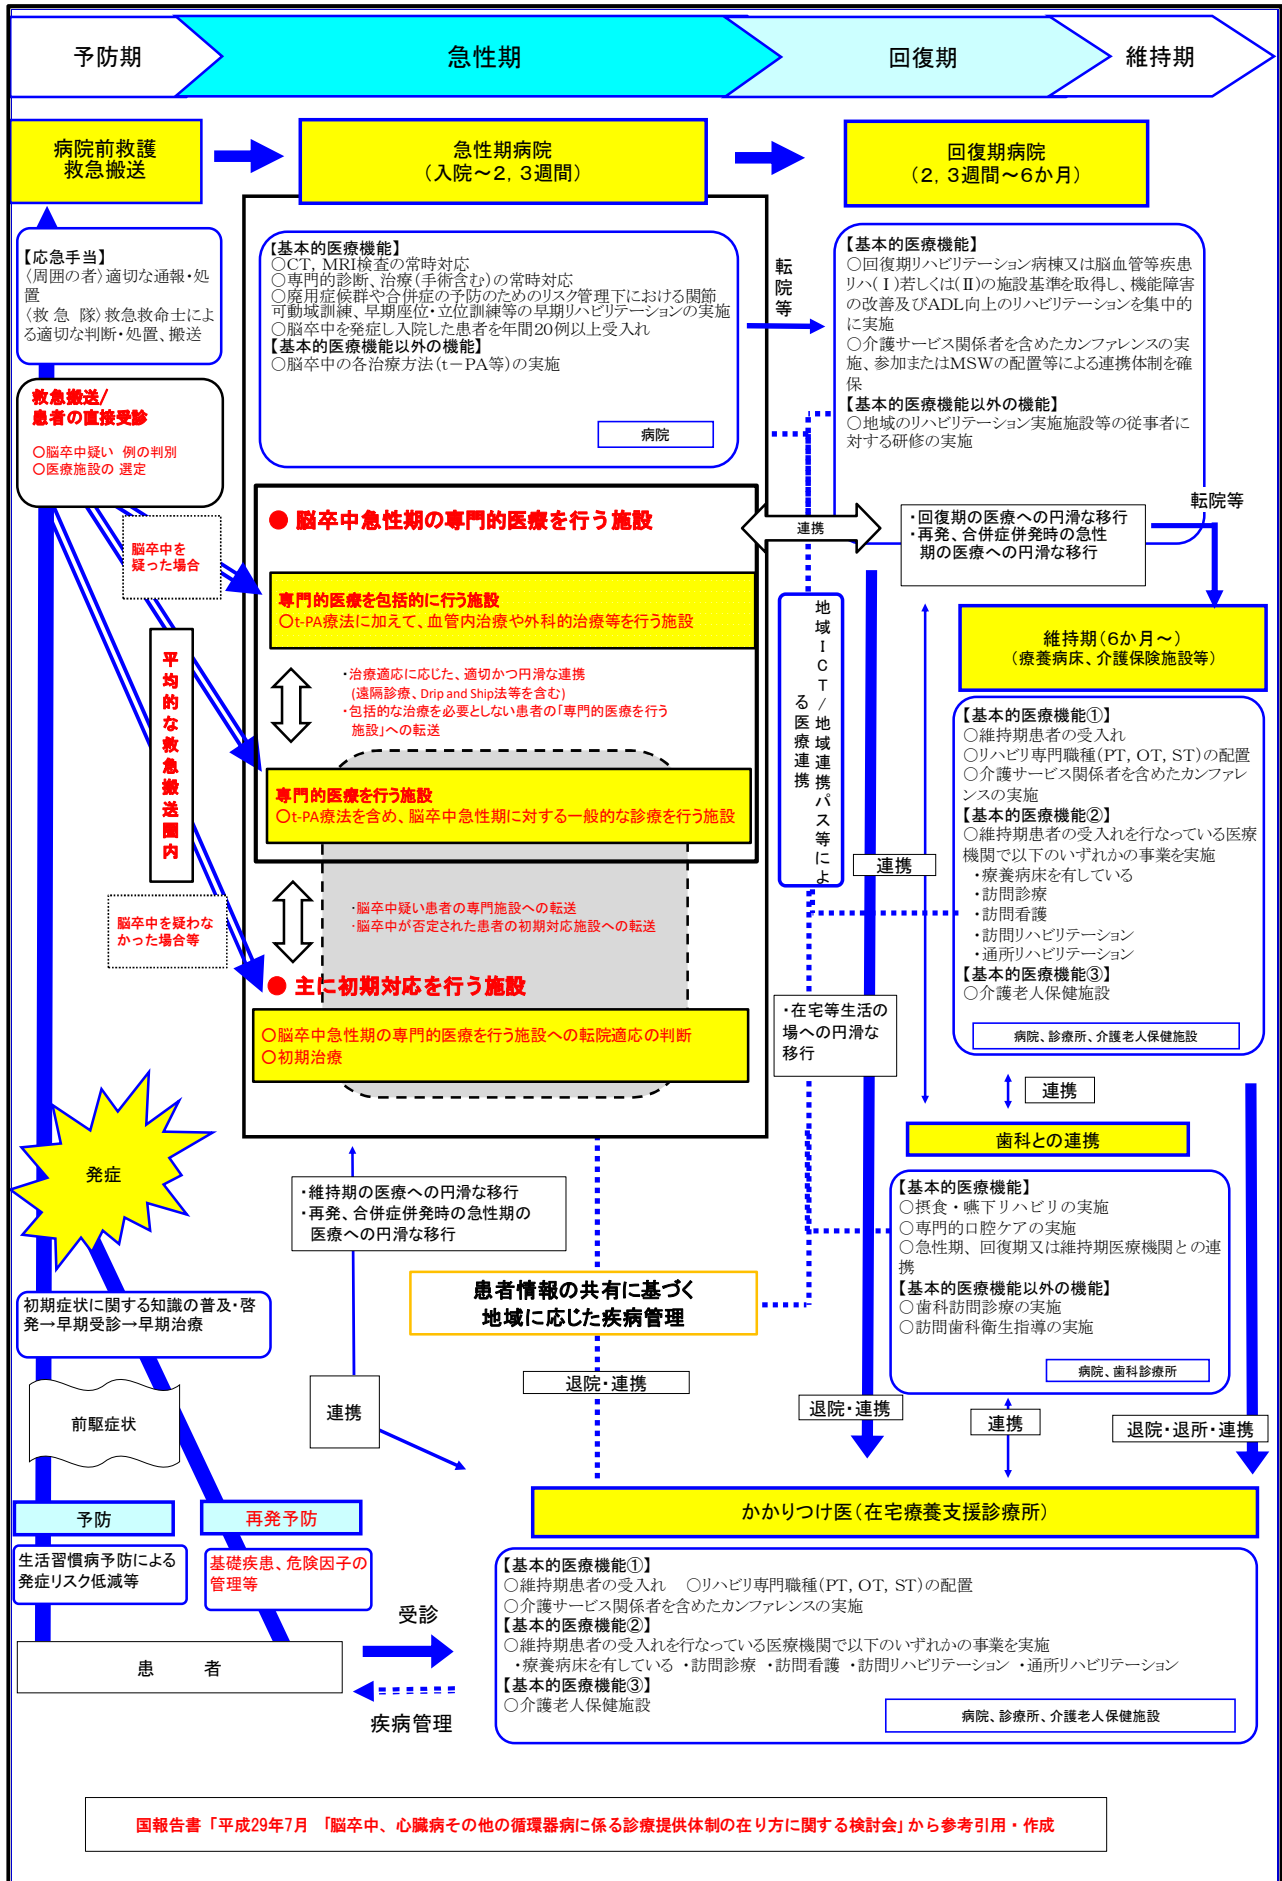 予防期
急性期
回復期
維持期
病院前救護
救急搬送
急性期病院
（入院～2，3週間）
回復期病院
（2，3週間～6か月）
【応急手当】
〈周囲の者〉適切な通報・処
置
〈救 急 隊〉救急救命士によ
る適切な判断・処置、搬送
救急搬送/
患者の直接受診
○脳卒中疑い 例の判別
○医療施設の 選定
【基本的医療機能】
○CT，MRI検査の常時対応
○専門的診断、治療（手術含む）の常時対応
○廃用症候群や合併症の予防のためのリスク管理下における関節
可動域訓練、早期座位・立位訓練等の早期リハビリテーションの実施
○脳卒中を発症し入院した患者を年間20例以上受入れ
【基本的医療機能以外の機能】
○脳卒中の各治療方法（t－PA等）の実施
病院
転院等
【基本的医療機能】
○回復期リハビリテーション病棟又は脳血管等疾患
リハ（Ⅰ）若しくは（Ⅱ）の施設基準を取得し、機能障害
の改善及びADL向上のリハビリテーションを集中的
に実施
○介護サービス関係者を含めたカンファレンスの実
施、参加またはMSWの配置等による連携体制を確
保
【基本的医療機能以外の機能】
○地域のリハビリテーション実施施設等の従事者に
対する研修の実施
転院等
脳卒中を
疑った場合
● 脳卒中急性期の専門的医療を行う施設
連携
・回復期の医療への円滑な移行
・再発、合併症併発時の急性
期の医療への円滑な移行
専門的医療を包括的に行う施設
○t-PA療法に加えて、血管内治療や外科的治療等を行う施設
・治療適応に応じた、適切かつ円滑な連携
(遠隔診療、Drip and Ship法等を含む)
・包括的な治療を必要としない患者の「専門的医療を行う
施設」への転送
専門的医療を行う施設
○t-PA療法を含め、脳卒中急性期に対する一般的な診療を行う施設
平均的な救急搬送圏内
地域ICT/地域連携パス等によ
る医療連携
維持期（6か月～）
（療養病床、介護保険施設等）
【基本的医療機能①】
○維持期患者の受入れ
○リハビリ専門職種（PT，OT，ST）の配置
○介護サービス関係者を含めたカンファレ
ンスの実施
【基本的医療機能②】
○維持期患者の受入れを行なっている医療
機関で以下のいずれかの事業を実施
・療養病床を有している
・訪問診療
・訪問看護
・訪問リハビリテーション
・通所リハビリテーション
【基本的医療機能③】
○介護老人保健施設
病院、診療所、介護老人保健施設
連携
脳卒中を疑わな
かった場合等
・脳卒中疑い患者の専門施設への転送
・脳卒中が否定された患者の初期対応施設への転送
● 主に初期対応を行う施設
○脳卒中急性期の専門的医療を行う施設への転院適応の判断
○初期治療
・在宅等生活の
場への円滑な
移行
連携
歯科との連携
【基本的医療機能】
○摂食・嚥下リハビリの実施
○専門的口腔ケアの実施
○急性期、回復期又は維持期医療機関との連
携
【基本的医療機能以外の機能】
○歯科訪問診療の実施
○訪問歯科衛生指導の実施
病院、歯科診療所
発症
・維持期の医療への円滑な移行
・再発、合併症併発時の急性期の
医療への円滑な移行
患者情報の共有に基づく
地域に応じた疾病管理
初期症状に関する知識の普及・啓
発→早期受診→早期治療
退院・連携
連携
退院・連携
連携
退院・退所・連携
前駆症状
予防
再発予防
生活習慣病予防による
発症リスク低減等
基礎疾患、危険因子の
管理等
かかりつけ医（在宅療養支援診療所）
【基本的医療機能①】
○維持期患者の受入れ ○リハビリ専門職種（PT，OT，ST）の配置
○介護サービス関係者を含めたカンファレンスの実施
【基本的医療機能②】
○維持期患者の受入れを行なっている医療機関で以下のいずれかの事業を実施
・療養病床を有している ・訪問診療 ・訪問看護 ・訪問リハビリテーション ・通所リハビリテーション
【基本的医療機能③】
○介護老人保健施設
病院、診療所、介護老人保健施設
受診
患 者
疾病管理
国報告書「平成29年7月 「脳卒中、心臓病その他の循環器病に係る診療提供体制の在り方に関する検討会」から参考引用・作成